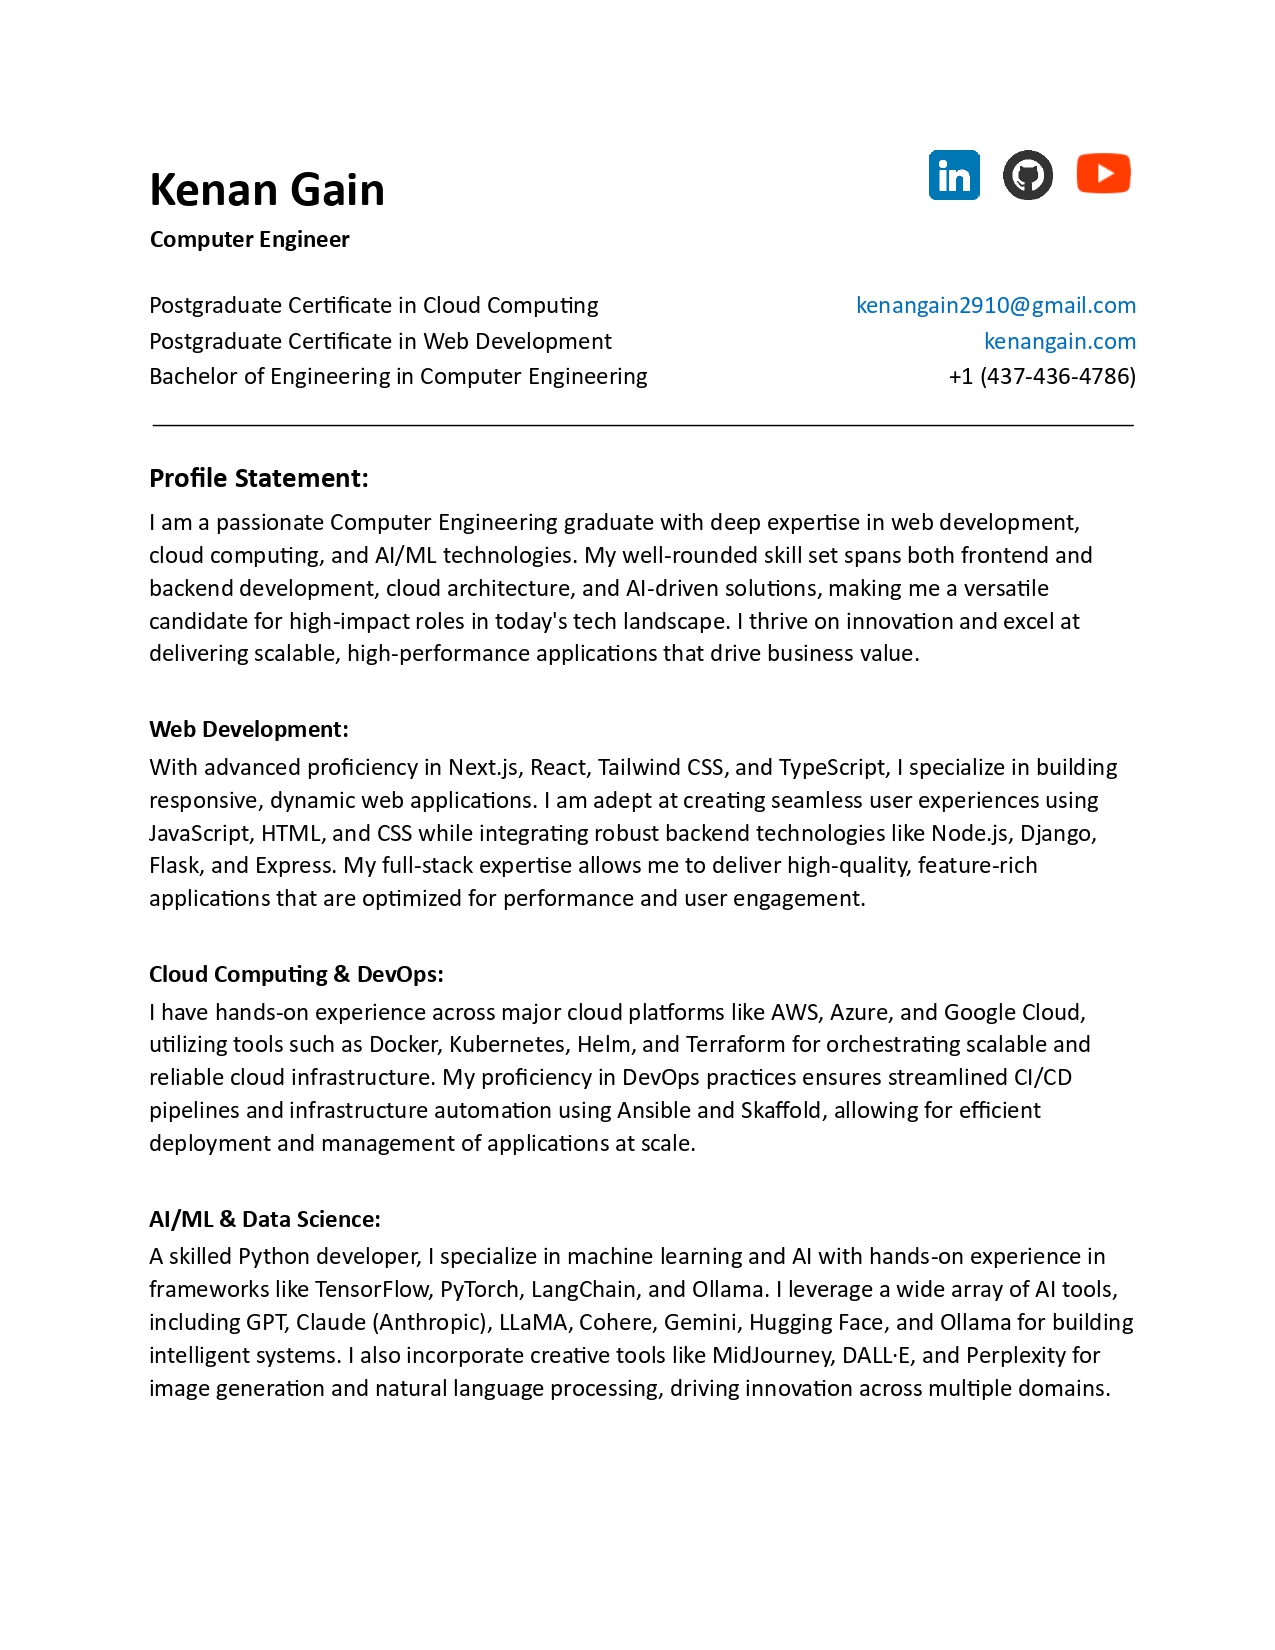 Kenan Gain
in
Computer Engineer
Postgraduate Certificate in Cloud Computing kenangain2910@gmail.com
Postgraduate Certificate in Web Development kenangain.com
Bachelor of Engineering in Computer Engineering +1 (437-436-4786)
Profile Statement:
I am a passionate Computer Engineering graduate with deep expertise in web development,
cloud computing, and AI/ML technologies. My well-rounded skill set spans both frontend and
backend development, cloud architecture, and AI-driven solutions, making me a versatile
candidate for high-impact roles in today's tech landscape. I thrive on innovation and excel at
delivering scalable, high-performance applications that drive business value.
Web Development:
With advanced proficiency in Next.js, React, Tailwind CSS, and TypeScript, I specialize in building
responsive, dynamic web applications. I am adept at creating seamless user experiences using
JavaScript, HTML, and CSS while integrating robust backend technologies like Node.js, Django,
Flask, and Express. My full-stack expertise allows me to deliver high-quality, feature-rich
applications that are optimized for performance and user engagement.
Cloud Computing & DevOps:
I have hands-on experience across major cloud platforms like AWS, Azure, and Google Cloud,
utilizing tools such as Docker, Kubernetes, Helm, and Terraform for orchestrating scalable and
reliable cloud infrastructure. My proficiency in DevOps practices ensures streamlined CI/CD
pipelines and infrastructure automation using Ansible and Skaffold, allowing for efficient
deployment and management of applications at scale.
AI/ML & Data Science:
A skilled Python developer, I specialize in machine learning and AI with hands-on experience in
frameworks like TensorFlow, PyTorch, LangChain, and Ollama. I leverage a wide array of AI tools,
including GPT, Claude (Anthropic), LLaMA, Cohere, Gemini, Hugging Face, and Ollama for building
intelligent systems. I also incorporate creative tools like MidJourney, DALL·E, and Perplexity for
image generation and natural language processing, driving innovation across multiple domains.